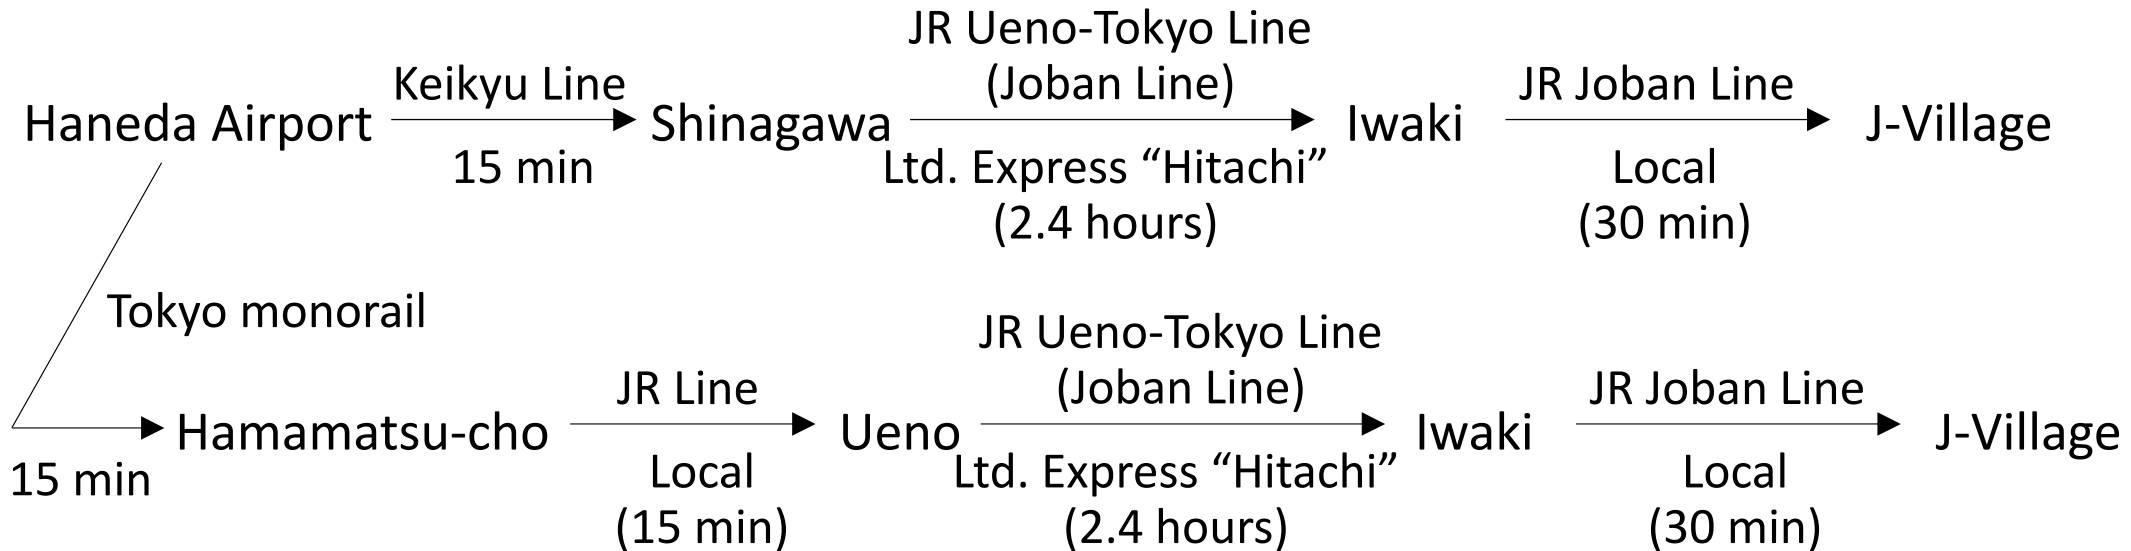 JR Ueno-Tokyo Line
(Joban Line)
Keikyu Line
JR Joban Line
Haneda Airport Shinagawa Iwaki J-Village
15 min
Ltd. Express “Hitachi”
(2.4 hours)
Local
(30 min)
Tokyo monorail
JR Ueno-Tokyo Line
(Joban Line)
JR Line
JR Joban Line
Hamamatsu-cho Ueno Iwaki J-Village
15 min
Local
(15 min)
Ltd. Express “Hitachi”
(2.4 hours)
Local
(30 min)